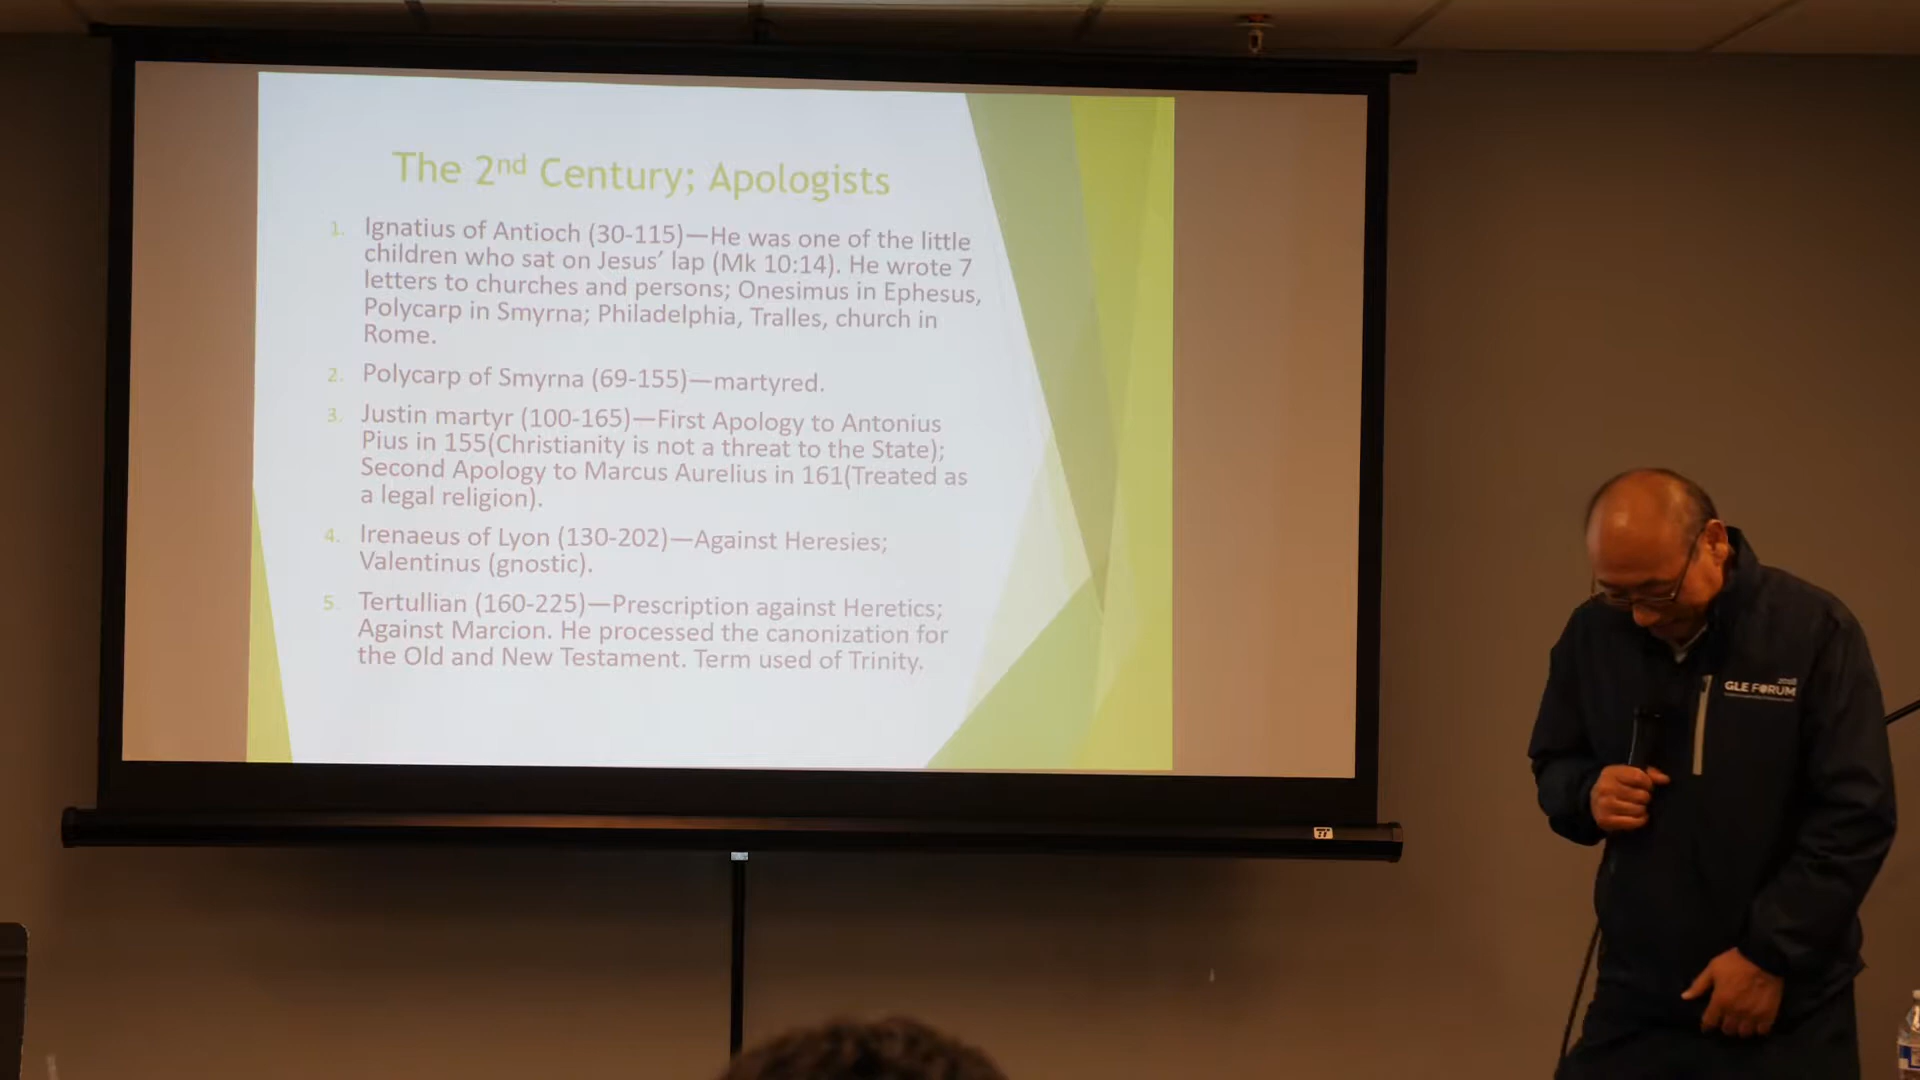 The 2nd Century; Apologists
1. Ignatius of Antioch (30-115)—He was one of the little
children who sat on Jesus’ lap (Mk 10:14). He wrote 7
letters to churches and persons; Onesimus in Ephesus,
Polycarp in Smyrna; Philadelphia, Tralles, church in
Rome.
2. Polycarp of Smyrna (69-155)—martyred.
3. Justin martyr (100-165)—First Apology to Antonius
Pius in 155(Christianity is not a threat to the State);
Second Apology to Marcus Aurelius in 161(Treated as
a legal religion).
4. Irenaeus of Lyon (130-202)—Against Heresies;
Valentinus (gnostic).
5. Tertullian (160-225)—Prescription against Heretics;
Against Marcion. He processed the canonization for
the Old and New Testament. Term used of Trinity.
2018
GLE FORUM